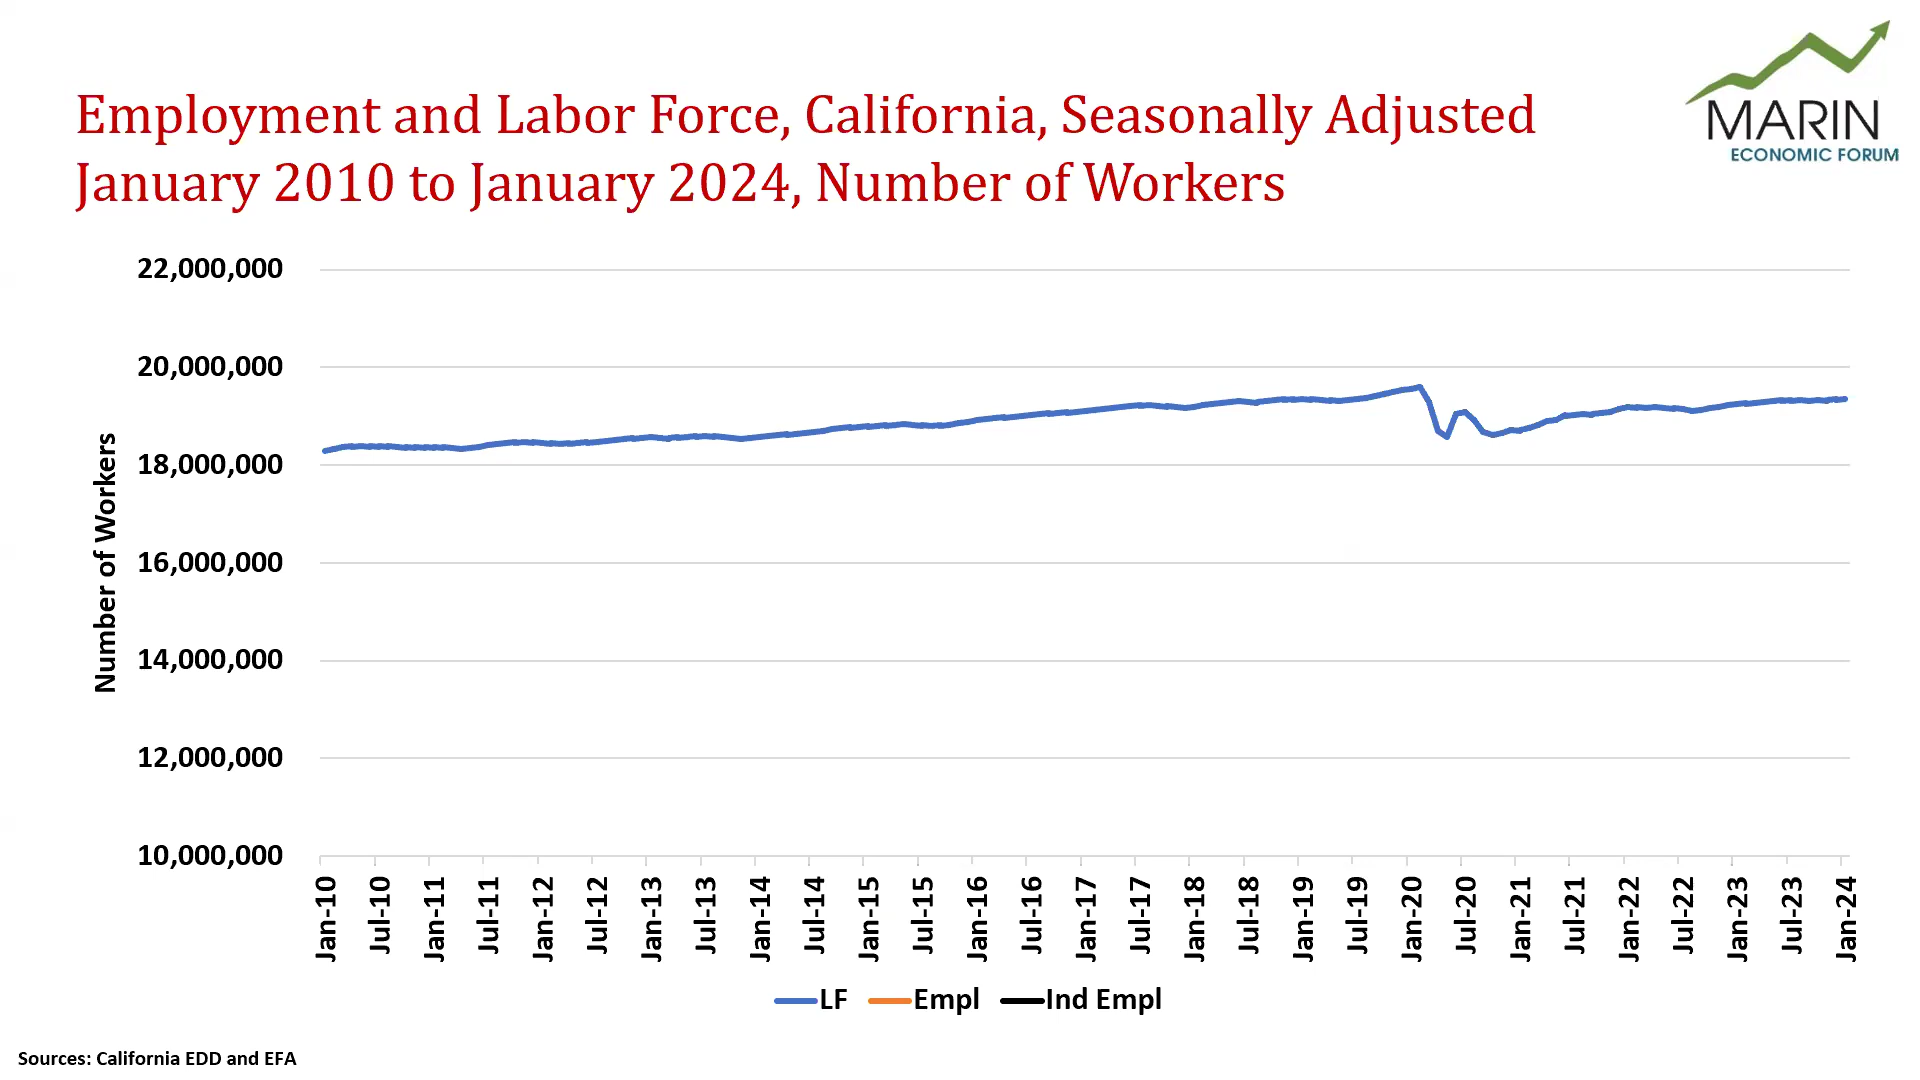 MARIN
ECONOMIC FORUM
Employment and Labor Force, California, Seasonally Adjusted
January 2010 to January 2024, Number of Workers
Number of Workers
22,000,000
20,000,000
18,000,000
16,000,000
14,000,000
12,000,000
10,000,000
Jan-10
Jul-10
Jan-11
Jul-11
Jan-12
Jul-12
Jan-13
Jul-13
Jan-14
Jul-14
Jan-15
Jul-15
Jan-16
Jul-16
Jan-17
Jul-17
Jan-18
Jul-18
Jan-19
Jul-19
Jan-20
Jul-20
Jan-21
Jul-21
Jan-22
Jul-22
Jan-23
Jul-23
Jan-24
LF Empl Ind Empl
Sources: California EDD and EFA